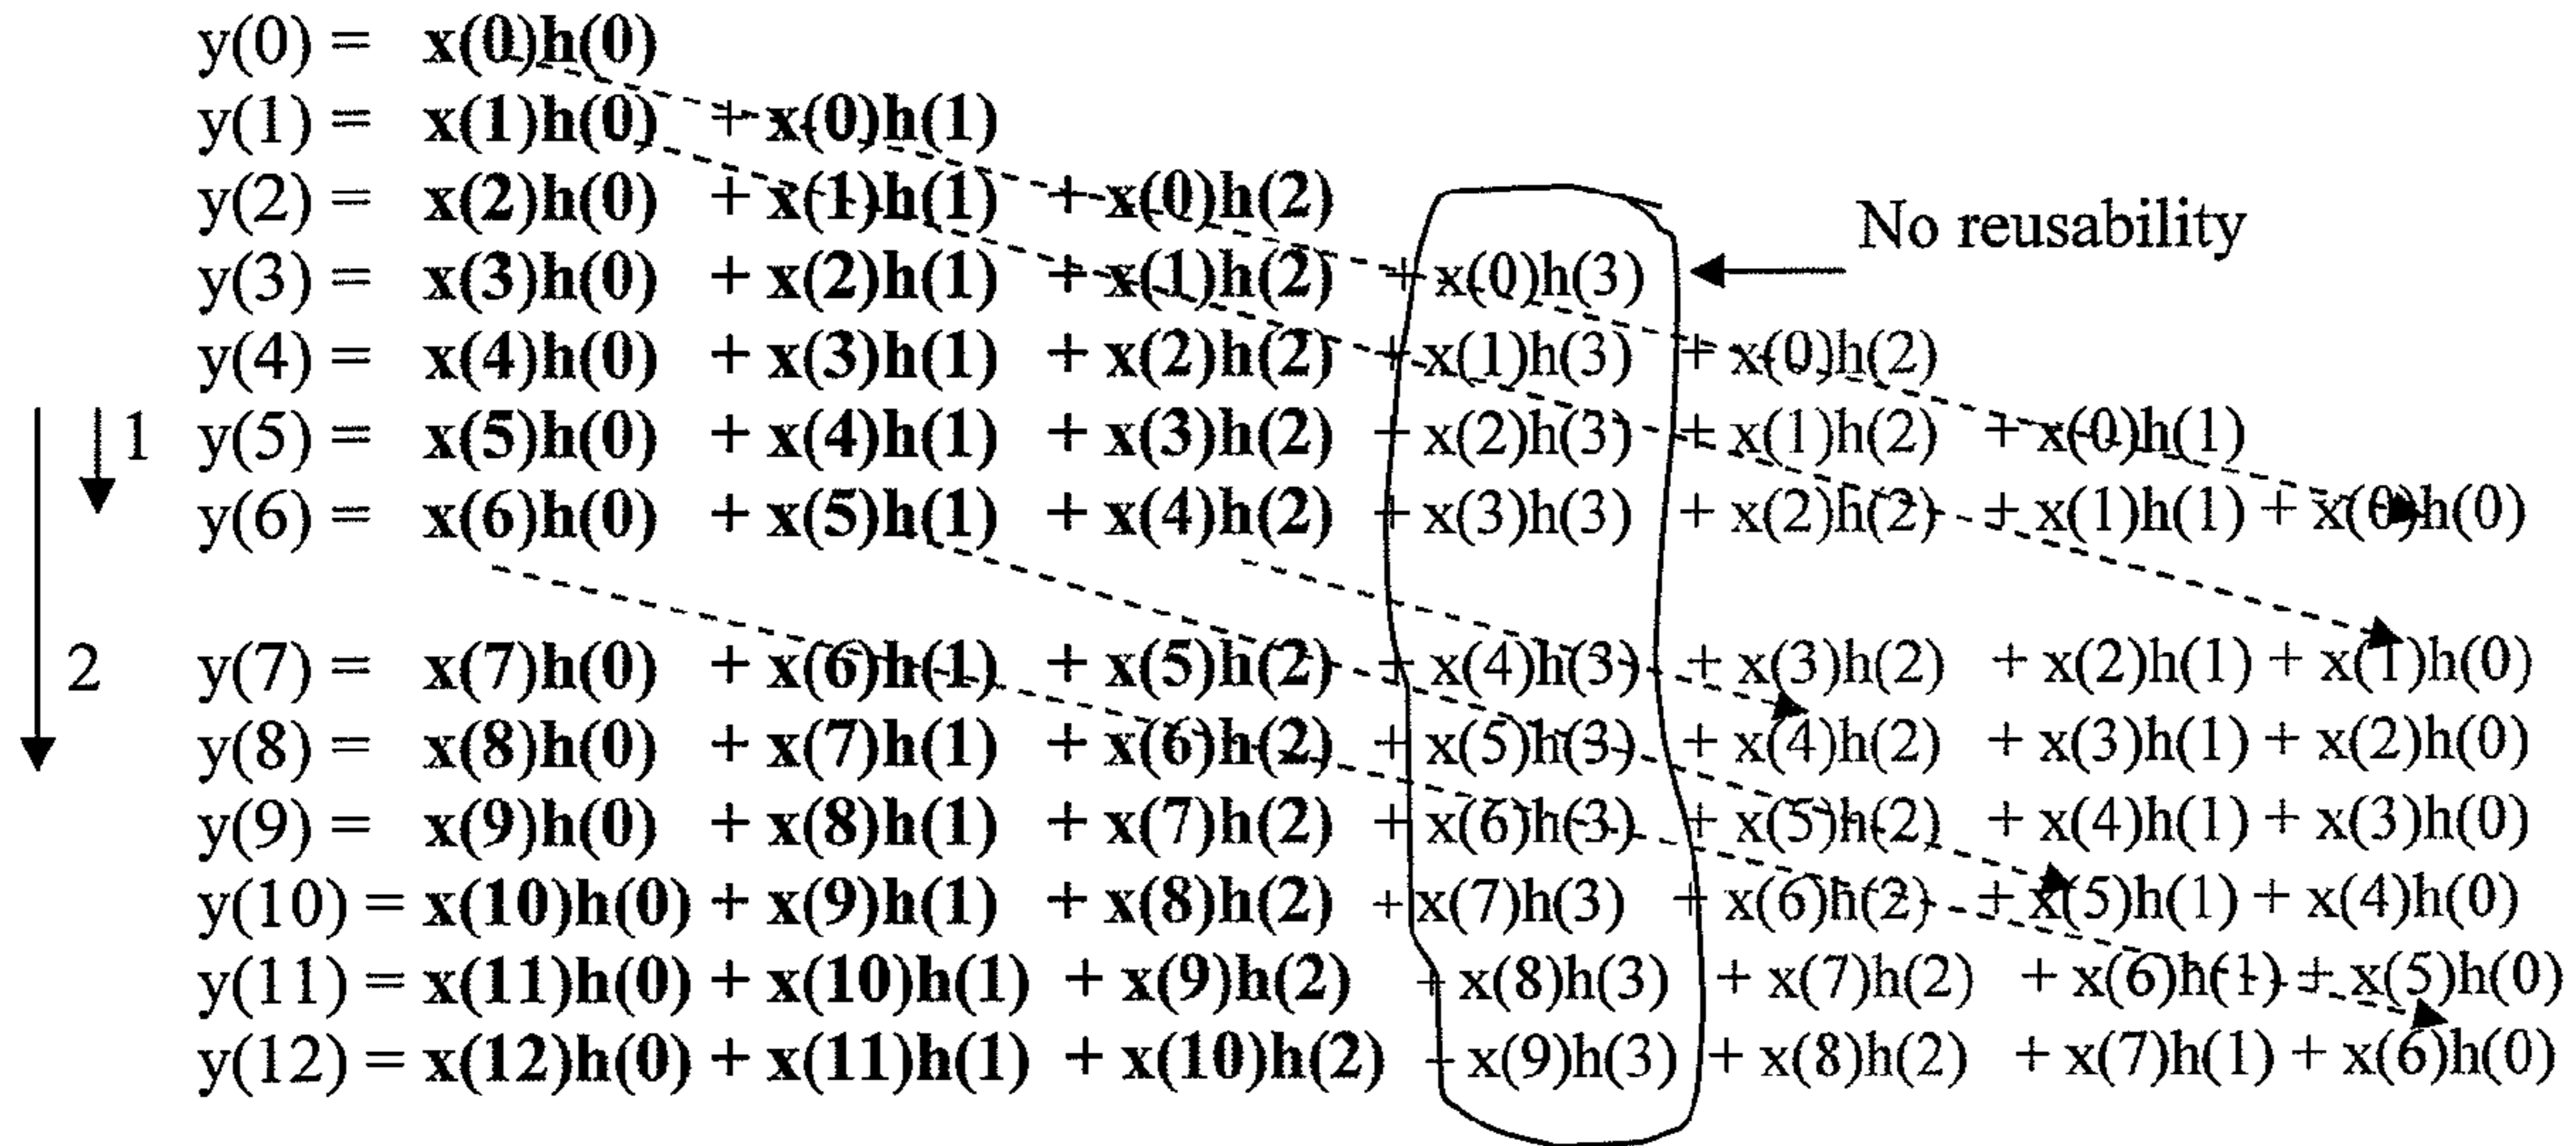 y(0) = x(0)h(0)
y(1) = x(1)h(0) + x(0)h(1)
y(2) = x(2)h(0) + x(1)h(1) + x(0)h(2)
No reusability
y(3) = x(3)h(0) + x(2)h(1) + x(1)h(2) + x(0)h(3)
y(4) = x(4)h(0) + x(3)h(1) + x(2)h(2) + x(1)h(3) + x(0)h(2)
1 y(5) = x(5)h(0) + x(4)h(1) + x(3)h(2) + x(2)h(3) + x(1)h(2) + x(0)h(1)
y(6) = x(6)h(0) + x(5)h(1) + x(4)h(2) + x(3)h(3) + x(2)h(2) + x(1)h(1) + x(0)h(0)
2 y(7) = x(7)h(0) + x(6)h(1) + x(5)h(2) + x(4)h(3) + x(3)h(2) + x(2)h(1) + x(1)h(0)
y(8) = x(8)h(0) + x(7)h(1) + x(6)h(2) + x(5)h(3) + x(4)h(2) + x(3)h(1) + x(2)h(0)
y(9) = x(9)h(0) + x(8)h(1) + x(7)h(2) + x(6)h(3) + x(5)h(2) + x(4)h(1) + x(3)h(0)
y(10) = x(10)h(0) + x(9)h(1) + x(8)h(2) + x(7)h(3) + x(6)h(2) + x(5)h(1) + x(4)h(0)
y(11) = x(11)h(0) + x(10)h(1) + x(9)h(2) + x(8)h(3) + x(7)h(2) + x(6)h(1) + x(5)h(0)
y(12) = x(12)h(0) + x(11)h(1) + x(10)h(2) + x(9)h(3) + x(8)h(2) + x(7)h(1) + x(6)h(0)